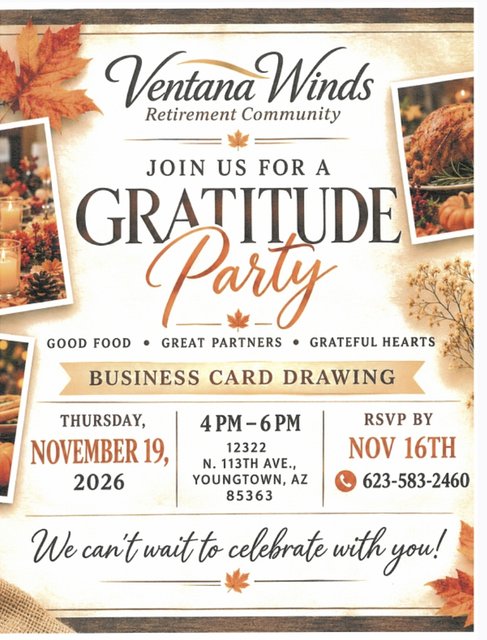 Ventana Winds
Retirement Community
JOIN US FOR A
GRATITUDE
Party
GOOD FOOD • GREAT PARTNERS • GRATEFUL HEARTS
BUSINESS CARD DRAWING
THURSDAY,
NOVEMBER 19,
2026
4 PM – 6 PM
12322
N. 113TH AVE.,
YOUNGTOWN, AZ
85363
RSVP BY
NOV 16TH
623-583-2460
We can't wait to celebrate with you!